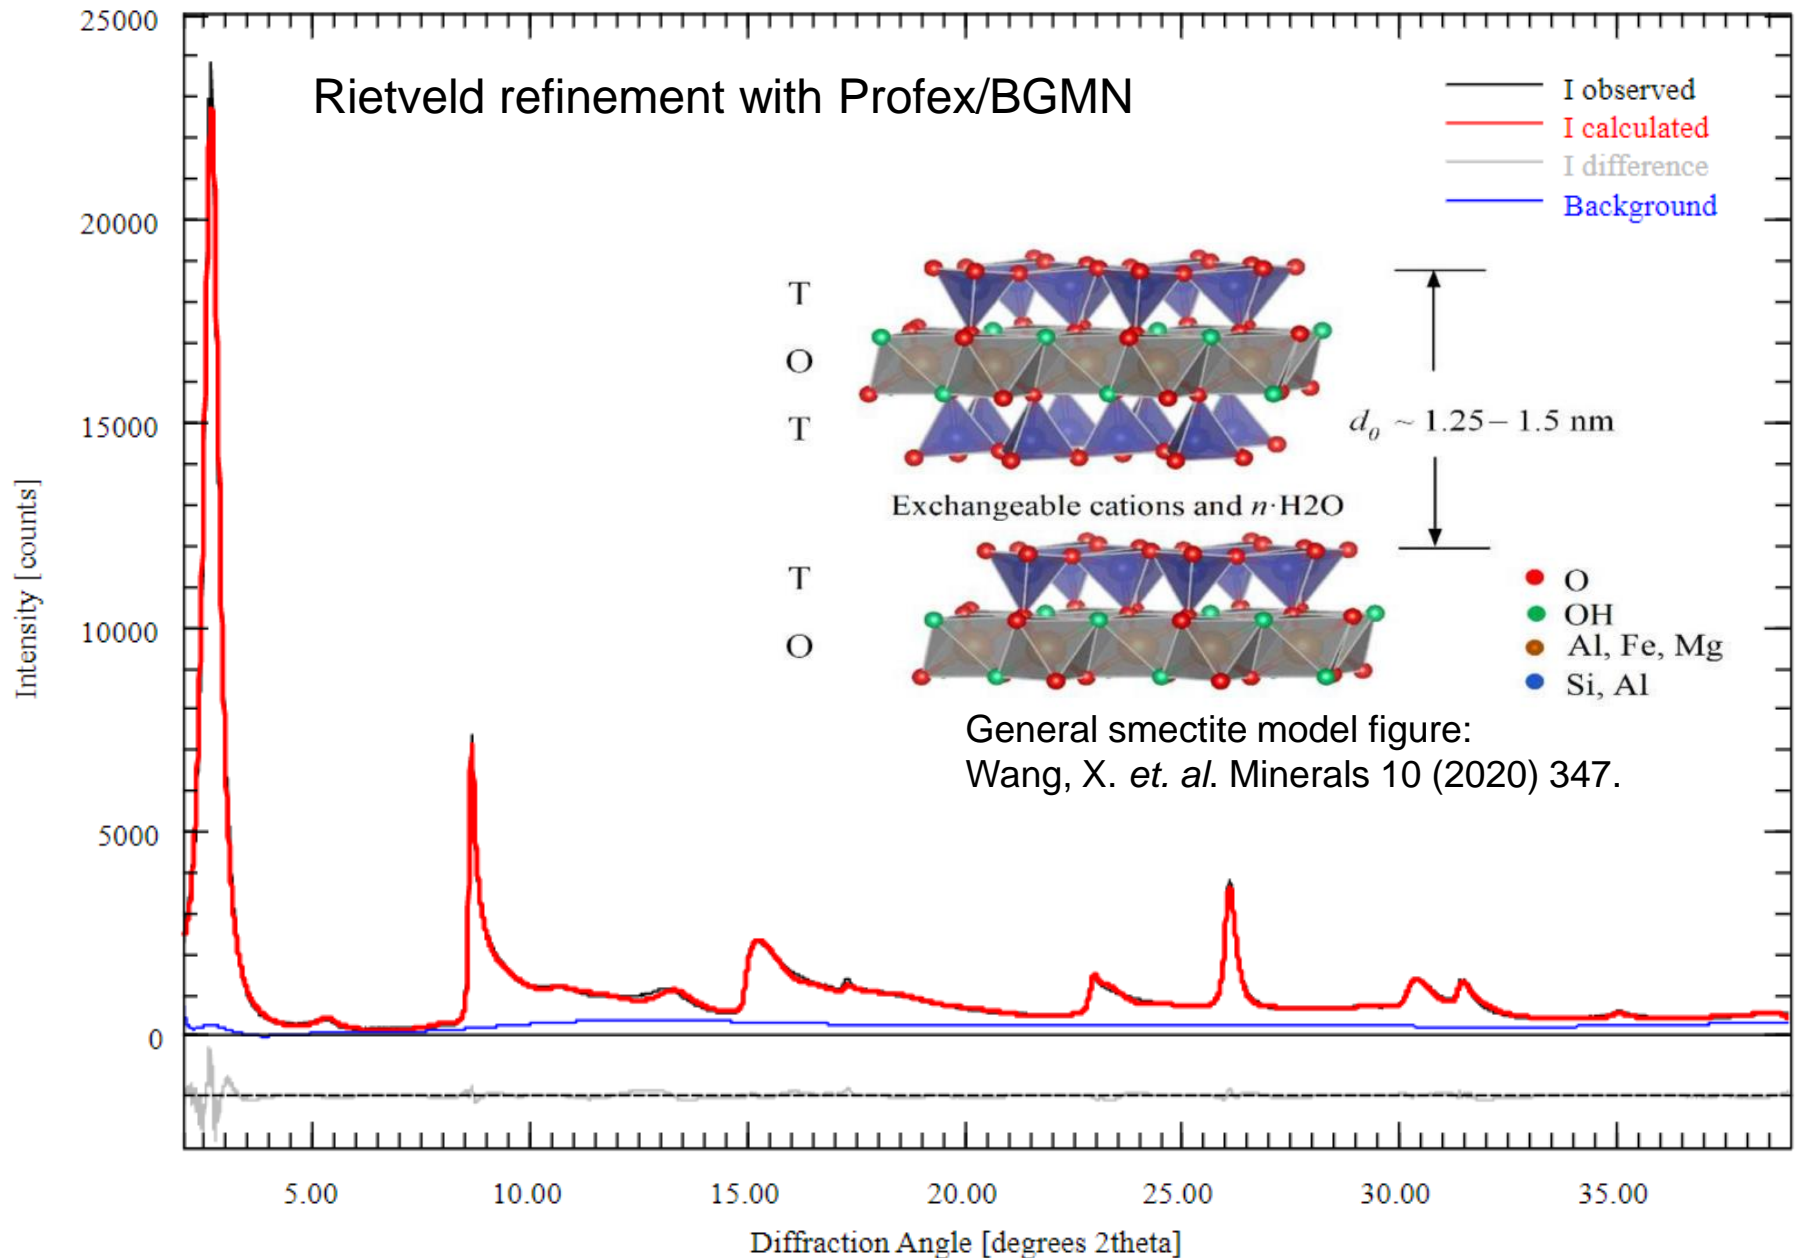 Rietveld refinement with Profex/BGMN
I observed
I calculated
I difference
Background
25000
20000
15000
10000
5000
0
Intensity [counts]
T
O
T
d₀ ~ 1.25– 1.5 nm
Exchangeable cations and n·H2O
T
O
O
OH
Al, Fe, Mg
Si, Al
General smectite model figure:
Wang, X. et. al. Minerals 10 (2020) 347.
5.00 10.00 15.00 20.00 25.00 30.00 35.00
Diffraction Angle [degrees 2theta]